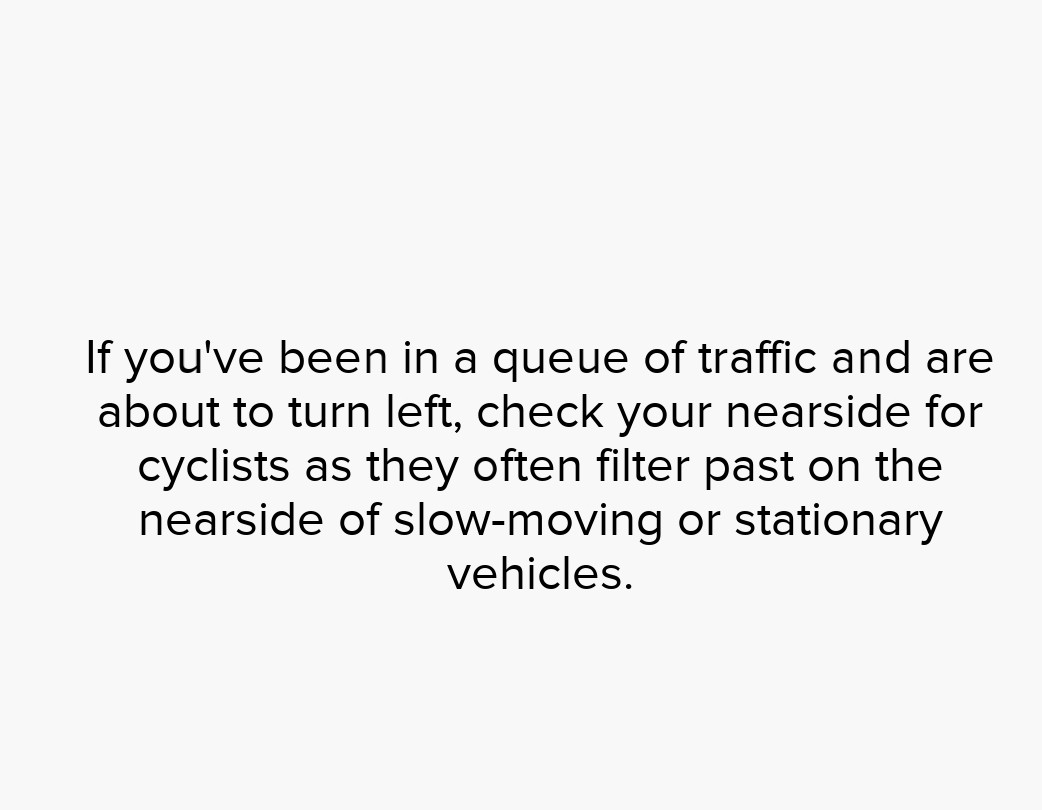 If you've been in a queue of traffic and are
about to turn left, check your nearside for
cyclists as they often filter past on the
nearside of slow-moving or stationary
vehicles.